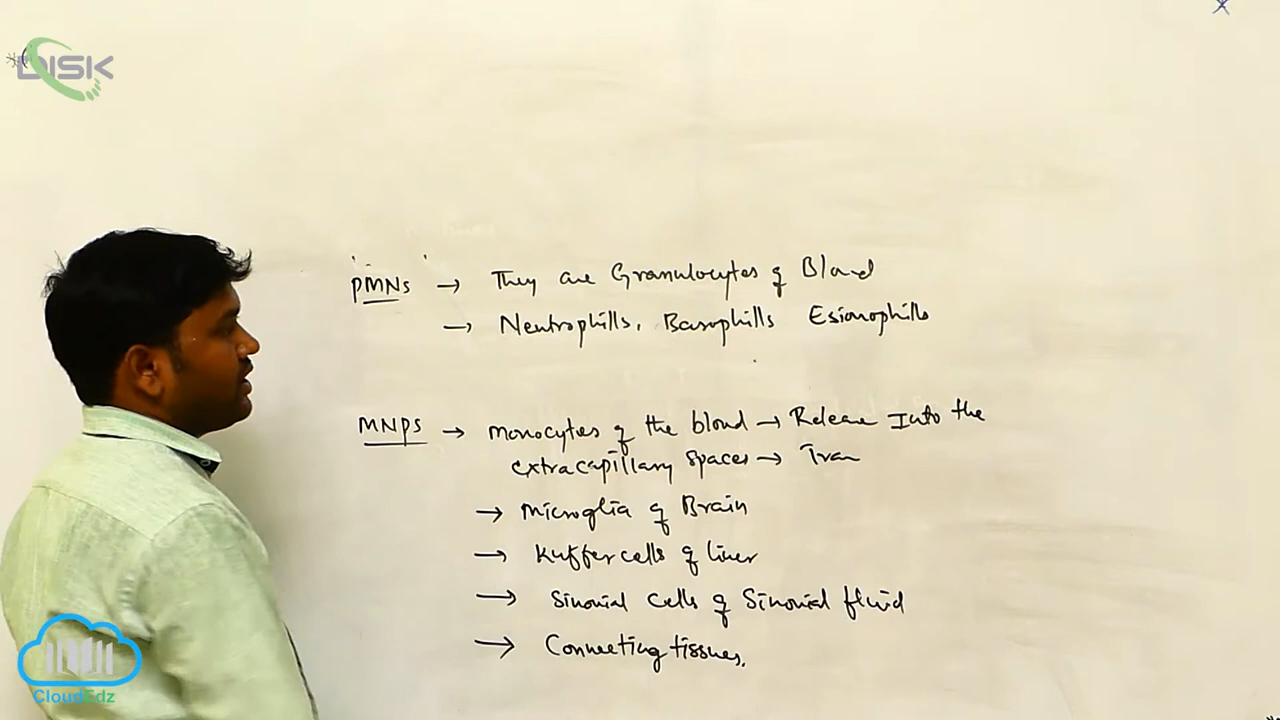 DISK
PMNs → They are Granulocytes of Blood
→ Neutrophills, Basophills Esionophills
MNPS → Monocytes of the blood → Release Into the
extracapillary spaces → Tran
→ Microglia of Brain
→ Kuffer cells of liver
→ Sinovial cells of Sinovial fluid
→ Connecting tissues.
CloudEdz